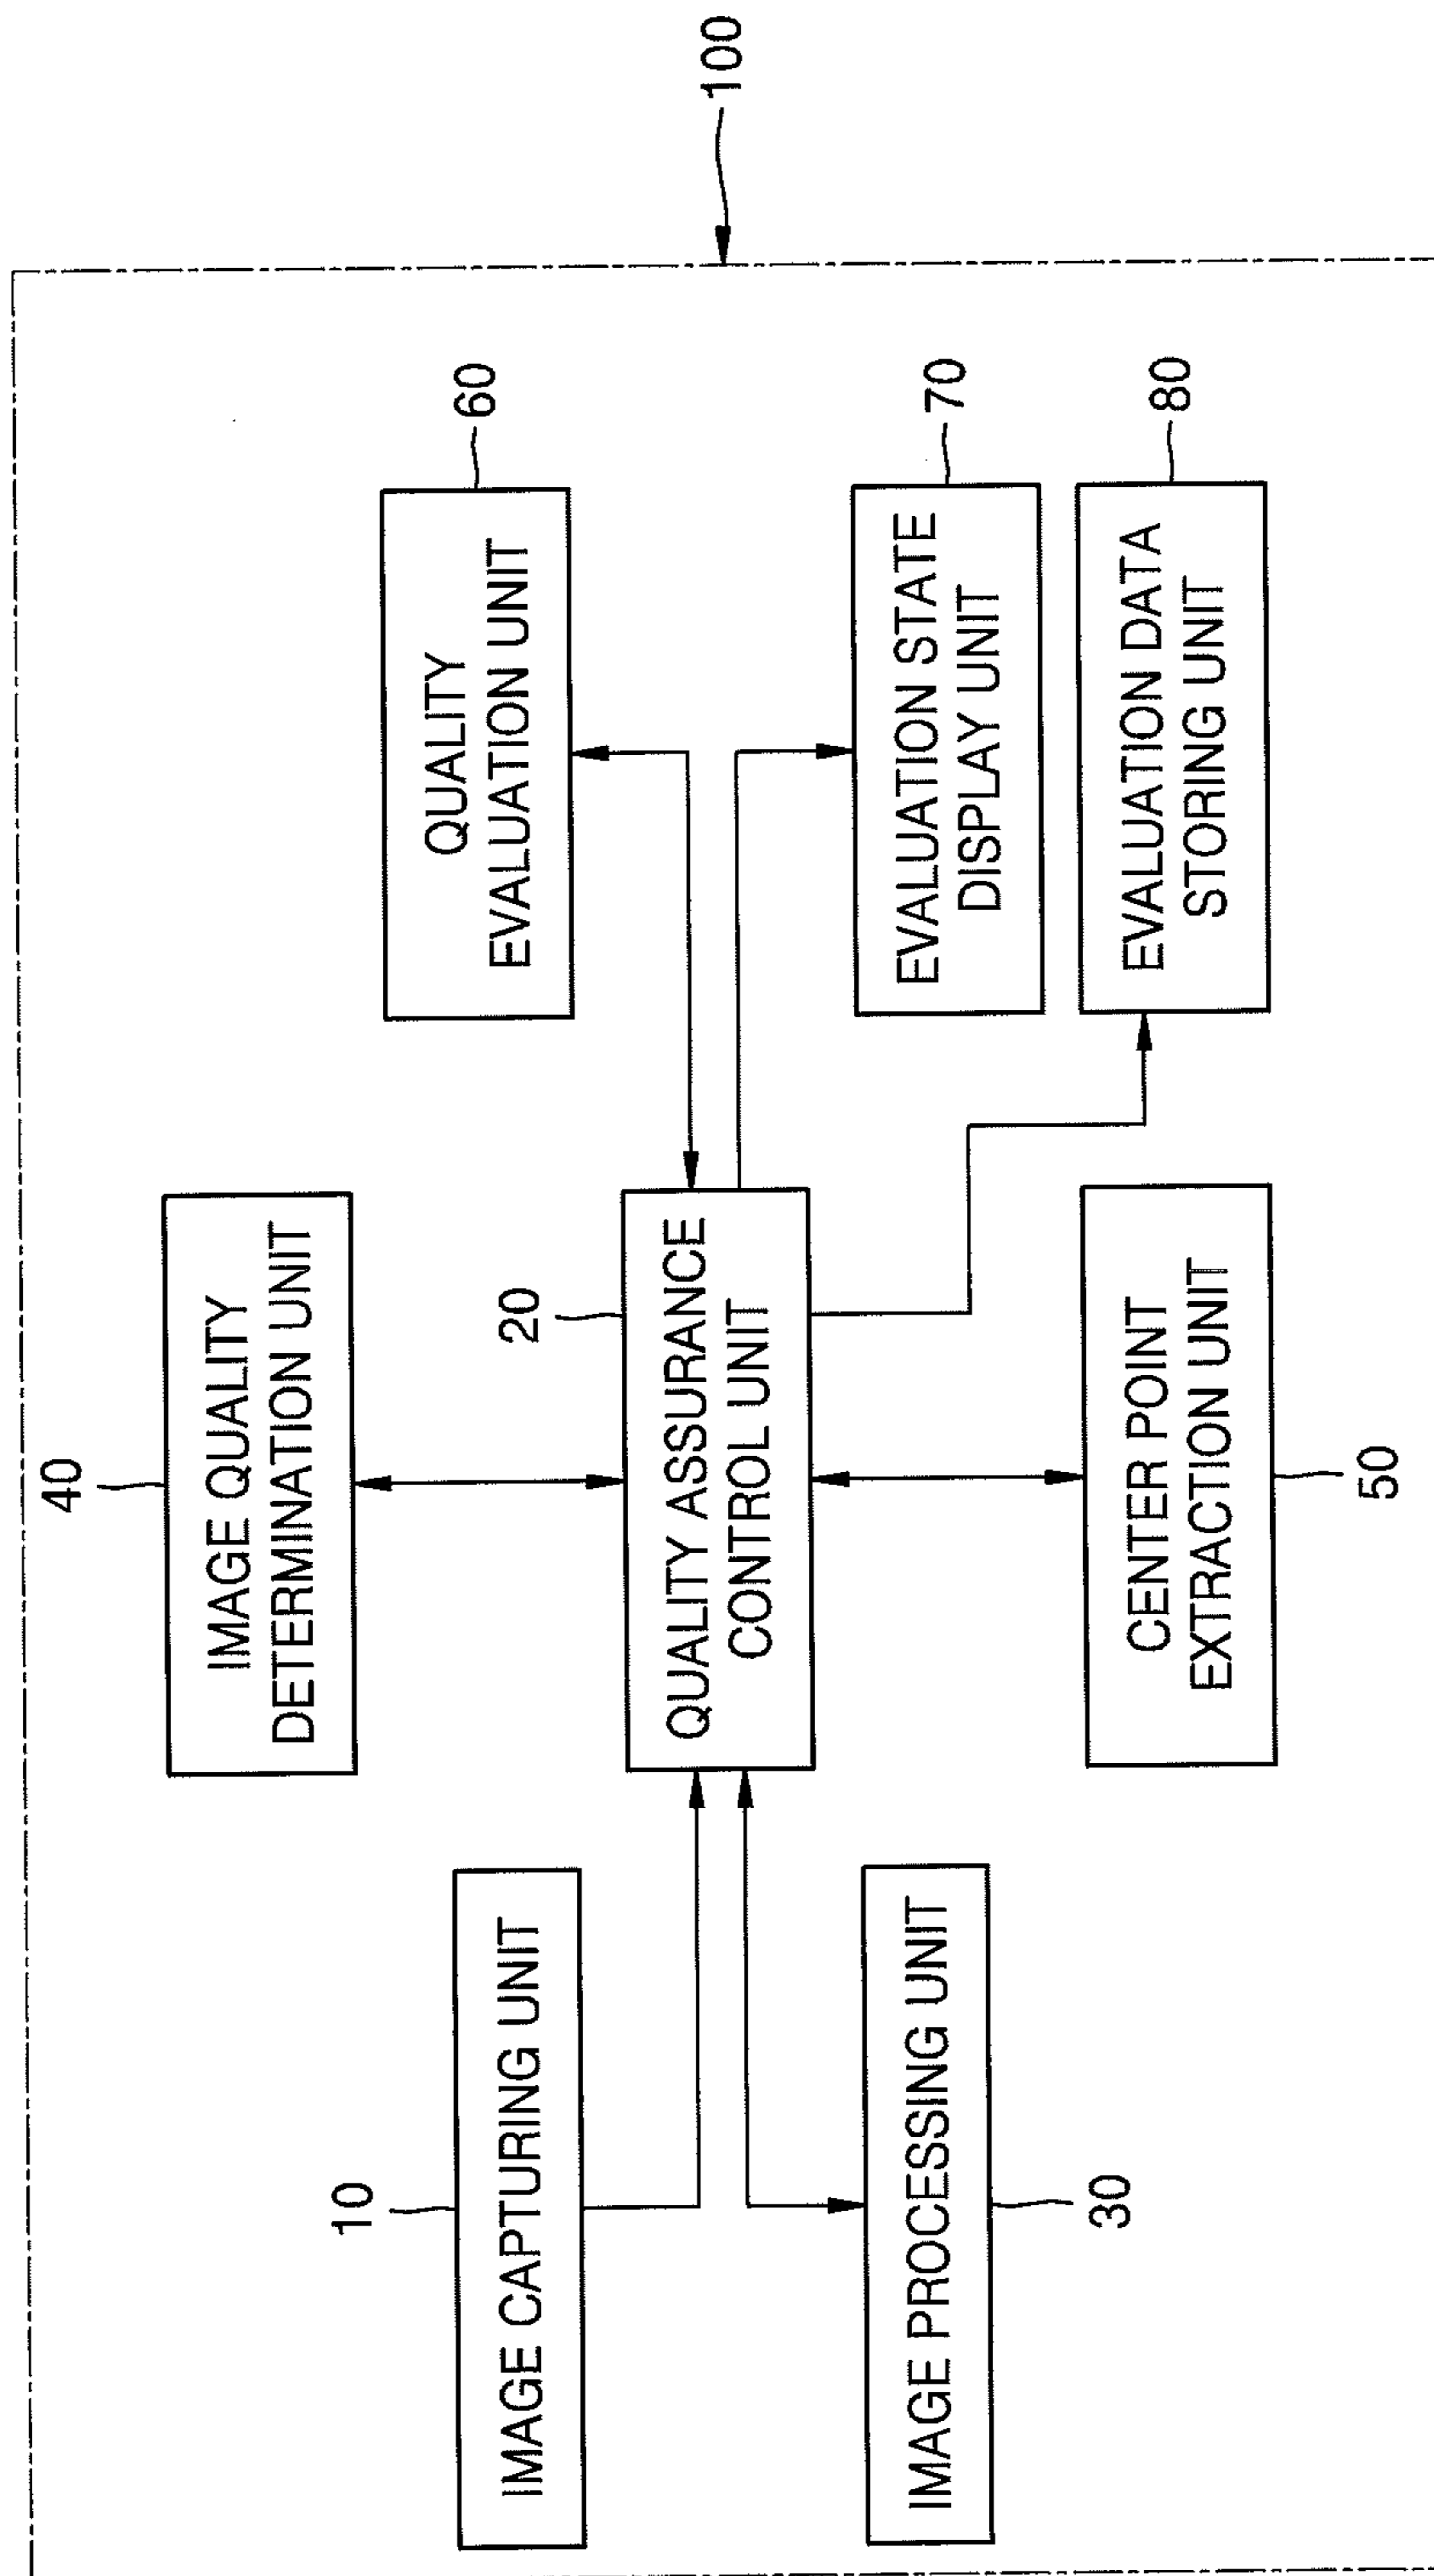 100
40
IMAGE QUALITY
DETERMINATION UNIT
10
IMAGE CAPTURING UNIT
20
QUALITY ASSURANCE
CONTROL UNIT
60
QUALITY
EVALUATION UNIT
IMAGE PROCESSING UNIT
30
EVALUATION STATE
DISPLAY UNIT
70
CENTER POINT
EXTRACTION UNIT
50
EVALUATION DATA
STORING UNIT
80